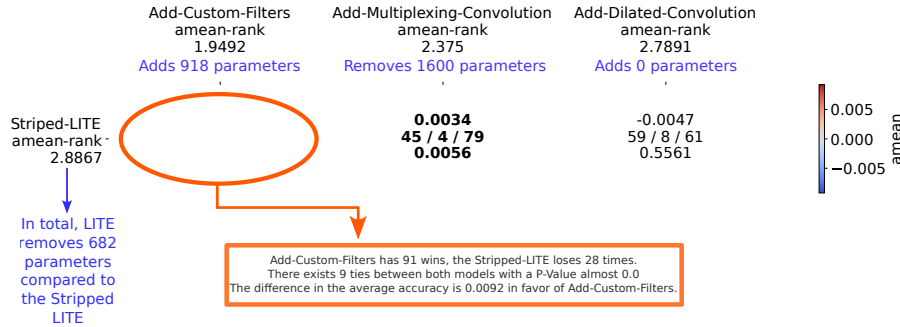 Add-Custom-Filters
amean-rank
1.9492
Adds 918 parameters
Add-Multiplexing-Convolution
amean-rank
2.375
Removes 1600 parameters
Add-Dilated-Convolution
amean-rank
2.7891
Adds 0 parameters
Striped-LITE
amean-rank
2.8867
0.0034
45 / 4 / 79
0.0056
-0.0047
59 / 8 / 61
0.5561
0.005
0.000
−0.005
amean
In total, LITE
removes 682
parameters
compared to
the Stripped
LITE
Add-Custom-Filters has 91 wins, the Stripped-LITE loses 28 times.
There exists 9 ties between both models with a P-Value almost 0.0
The difference in the average accuracy is 0.0092 in favor of Add-Custom-Filters.